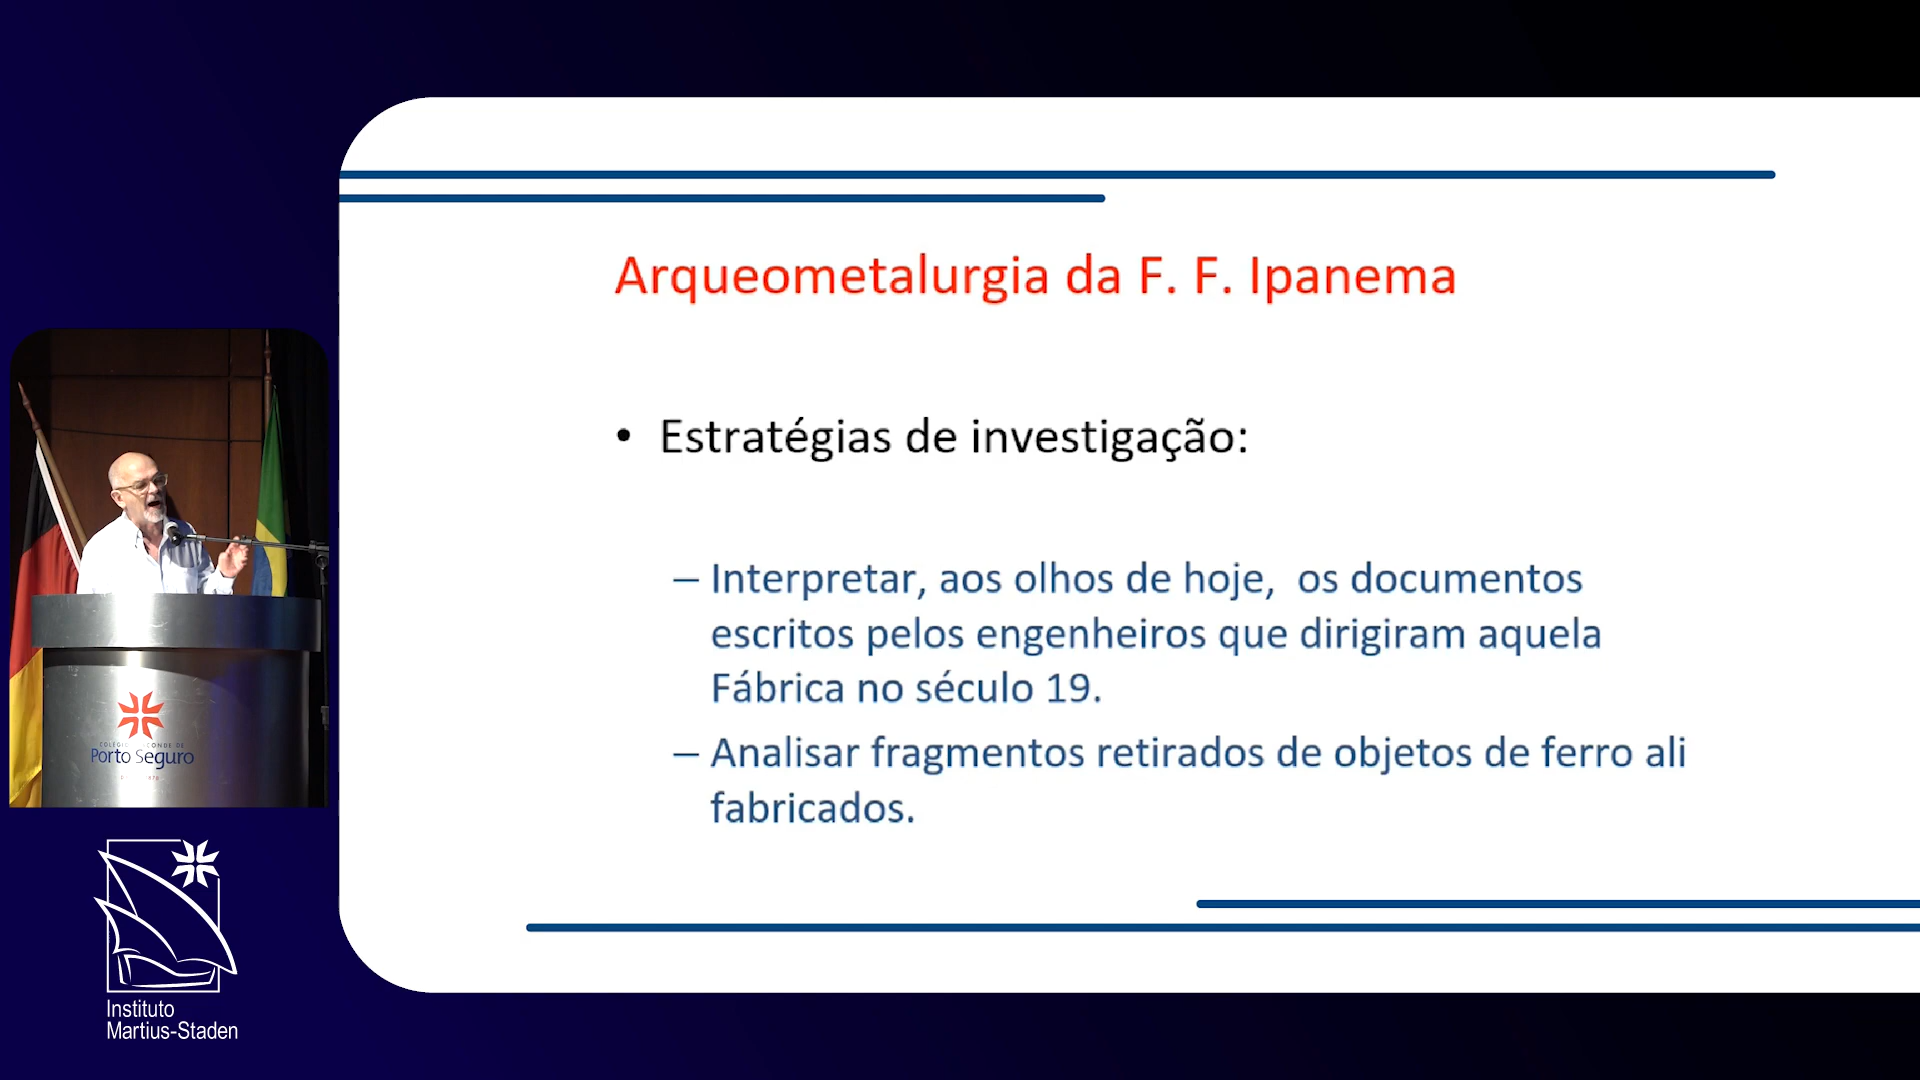 Arqueometalurgia da F. F. Ipanema
• Estratégias de investigação:
– Interpretar, aos olhos de hoje, os documentos
escritos pelos engenheiros que dirigiram aquela
Fábrica no século 19.
– Analisar fragmentos retirados de objetos de ferro ali
fabricados.
Porto Seguro
Instituto
Martius-Staden